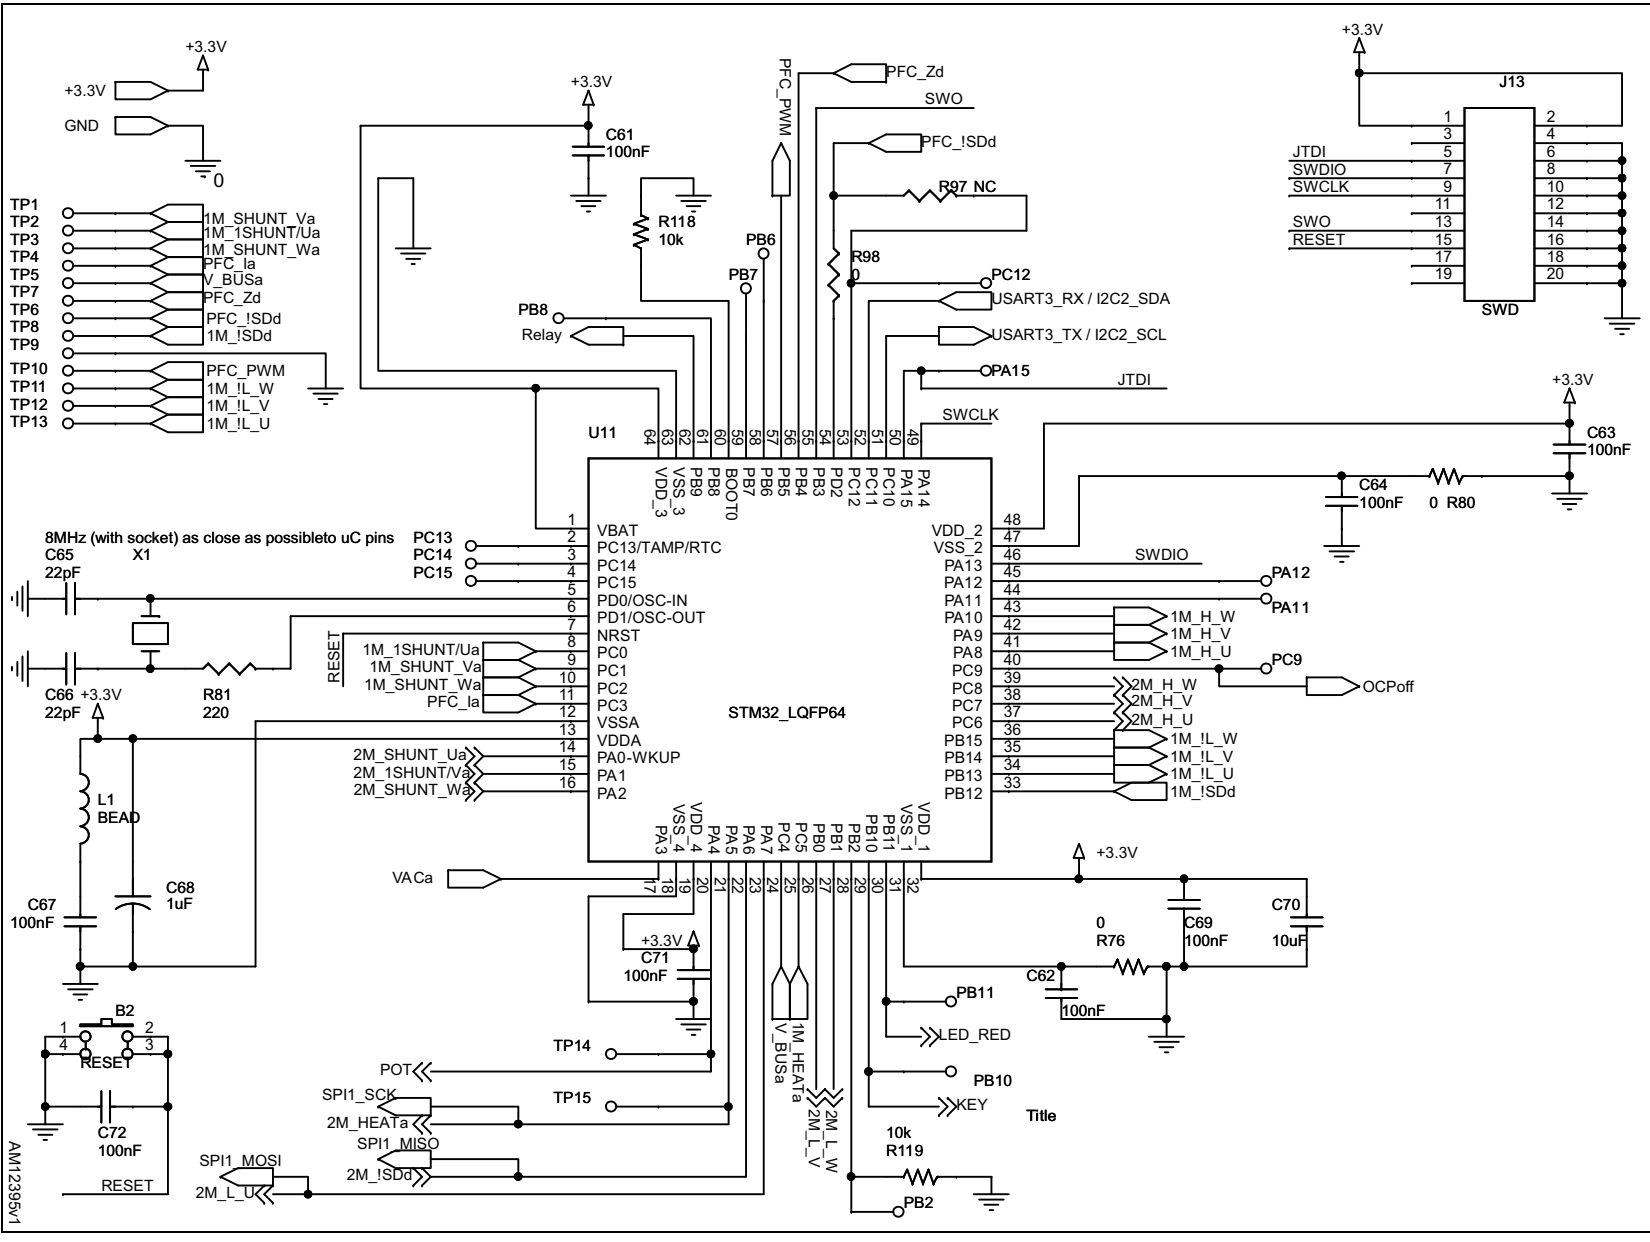 +3.3V
+3.3V
GND
0
TP1
TP2
TP3
TP4
TP5
TP7
TP6
TP8
TP9
TP10
TP11
TP12
TP13
1M_SHUNT_Va
1M_1SHUNT/Ua
1M_SHUNT_Wa
PFC_Ia
V_BUSa
PFC_Zd
PFC_!SDd
1M_!SDd
PFC_PWM
1M_!L_W
1M_!L_V
1M_!L_U
+3.3V
C61
100nF
R118
10k
PB6
PB7
PB8
Relay
PFC_PWM
PFC_Zd
SWO
PFC_!SDd
R97 NC
R98
0
PC12
USART3_RX / I2C2_SDA
USART3_TX / I2C2_SCL
PA15
JTDI
SWCLK
+3.3V
J13
1
3
5
7
9
11
13
15
17
19
2
4
6
8
10
12
14
16
18
20
JTDI
SWDIO
SWCLK
SWO
RESET
SWD
+3.3V
C63
100nF
C64
100nF
0 R80
U11
64
63
62
61
60
59
58
57
56
55
54
53
52
51
50
49
VDD_3
VSS_3
PB9
PB8
BOOT0
PB7
PB6
PB5
PB4
PB3
PD2
PC12
PC11
PC10
PA15
PA14
8MHz (with socket) as close as possibleto uC pins
C65
22pF
X1
PC13
PC14
PC15
1
2
3
4
5
6
7
8
9
10
11
12
13
14
15
16
VBAT
PC13/TAMP/RTC
PC14
PC15
PD0/OSC-IN
PD1/OSC-OUT
NRST
PC0
PC1
PC2
PC3
VSSA
VDDA
PA0-WKUP
PA1
PA2
STM32_LQFP64
VDD_2
VSS_2
PA13
PA12
PA11
PA10
PA9
PA8
PC9
PC8
PC7
PC6
PB15
PB14
PB13
PB12
48
47
46
45
44
43
42
41
40
39
38
37
36
35
34
33
SWDIO
PA12
PA11
1M_H_W
1M_H_V
1M_H_U
PC9
OCPoff
2M_H_W
2M_H_V
2M_H_U
1M_!L_W
1M_!L_V
1M_!L_U
1M_!SDd
RESET
1M_1SHUNT/Ua
1M_SHUNT_Va
1M_SHUNT_Wa
PFC_Ia
C66
22pF
+3.3V
R81
220
2M_SHUNT_Ua
2M_1SHUNT/Va
2M_SHUNT_Wa
L1
BEAD
C67
100nF
C68
1uF
PA3
VSS_4
VDD_4
PA4
PA5
PA6
PA7
PC4
PC5
PB0
PB1
PB2
PB10
PB11
VSS_1
VDD_1
17
18
19
20
21
22
23
24
25
26
27
28
29
30
31
32
VACa
+3.3V
C71
100nF
+3.3V
C69
100nF
C70
10uF
0
R76
C62
100nF
PB11
LED_RED
PB10
KEY
V_BUSa
1M_HEATa
2M_L_V
2M_L_W
10k
R119
PB2
Title
B2
1
4
2
3
RESET
C72
100nF
RESET
TP14
POT
TP15
SPI1_SCK
2M_HEATa
SPI1_MISO
2M_!SDd
SPI1_MOSI
2M_L_U
AM12395v1